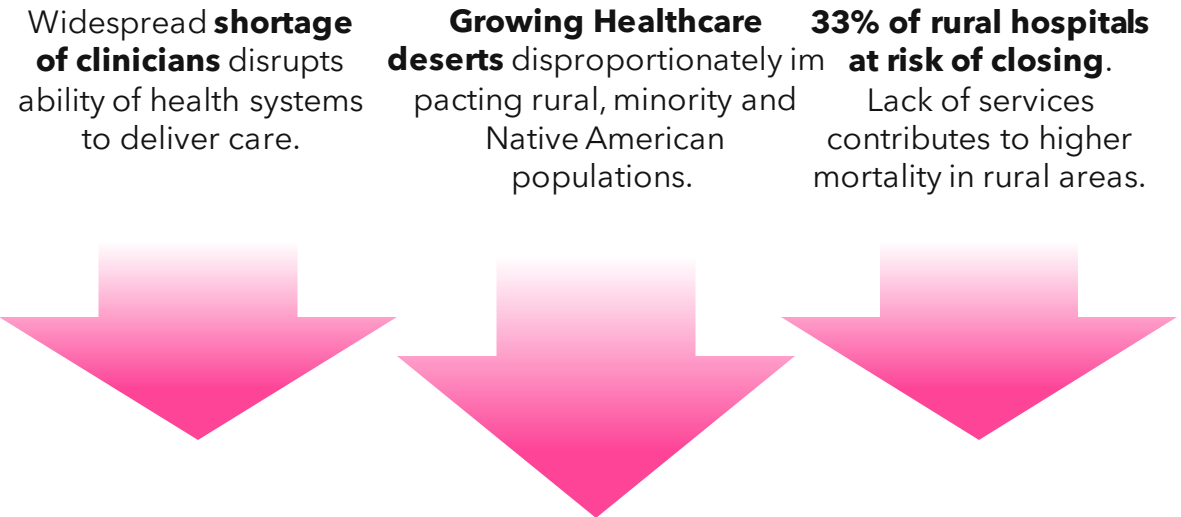 Widespread shortage
of clinicians disrupts
ability of health systems
to deliver care.
Growing Healthcare
deserts disproportionately im
pacting rural, minority and
Native American
populations.
33% of rural hospitals
at risk of closing.
Lack of services
contributes to higher
mortality in rural areas.